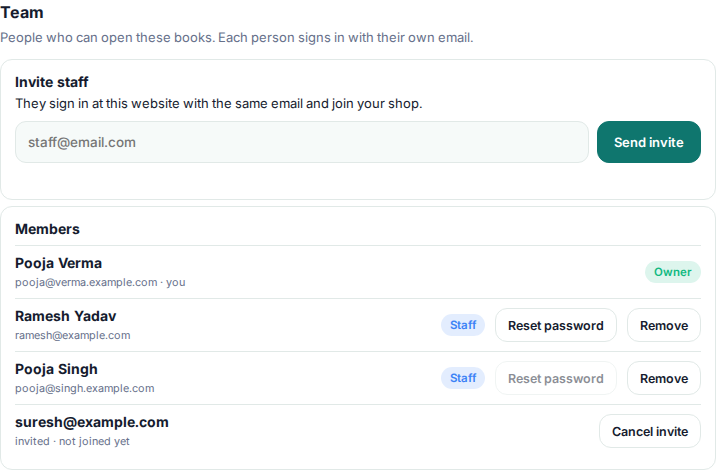 Team
People who can open these books. Each person signs in with their own email.
Invite staff
They sign in at this website with the same email and join your shop.
staff@email.com
Send invite
Members
Pooja Verma
pooja@verma.example.com · you
Owner
Ramesh Yadav
ramesh@example.com
Staff
Reset password
Remove
Pooja Singh
pooja@singh.example.com
Staff
Reset password
Remove
suresh@example.com
invited · not joined yet
Cancel invite